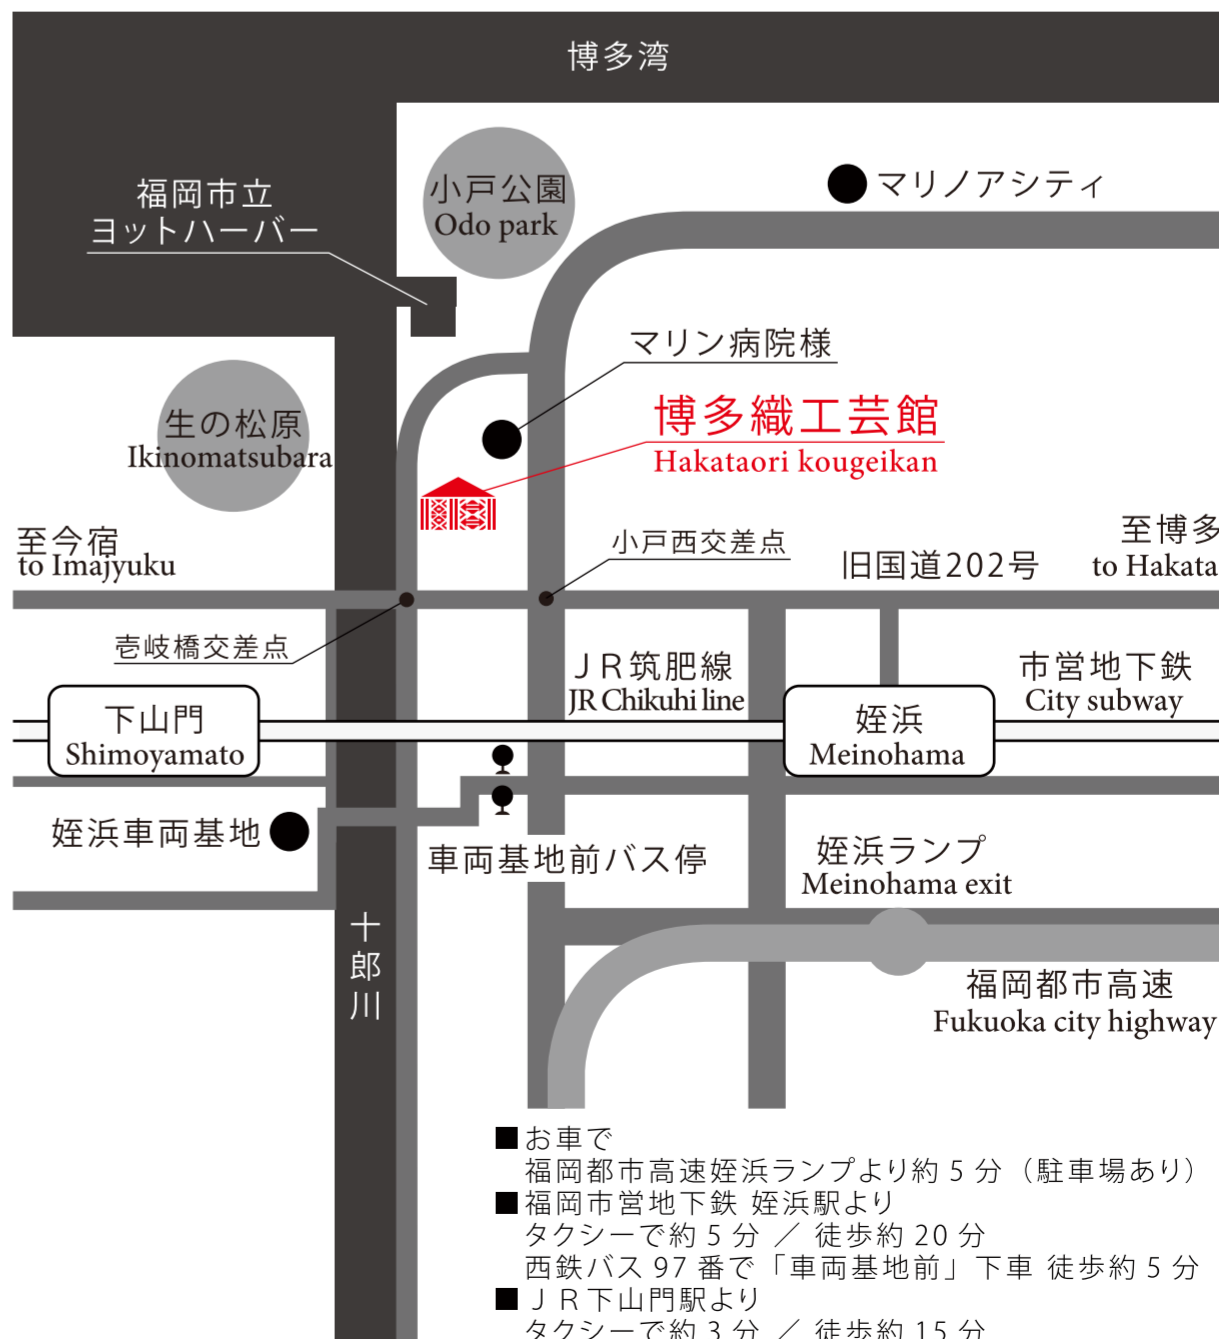 博多湾
福岡市立
ヨットハーバー
小戸公園
Odo park
マリノアシティ
マリン病院様
博多織工芸館
Hakataori kougeikan
生の松原
Ikinomatsubara
至今宿
to Imajyuku
小戸西交差点
旧国道202号
至博多
to Hakata
壱岐橋交差点
JR筑肥線
JR Chikuhi line
市営地下鉄
City subway
下山門
Shimoyamato
姪浜
Meinohama
姪浜車両基地
車両基地前バス停
姪浜ランプ
Meinohama exit
十郎川
福岡都市高速
Fukuoka city highway
■お車で
福岡都市高速姪浜ランプより約 5 分（駐車場あり）
■福岡市営地下鉄 姪浜駅より
タクシーで約 5 分 ／ 徒歩約 20 分
西鉄バス 97 番で「車両基地前」下車 徒歩約 5 分
■ＪＲ下山門駅より
タクシーで約 3 分 ／ 徒歩約 15 分